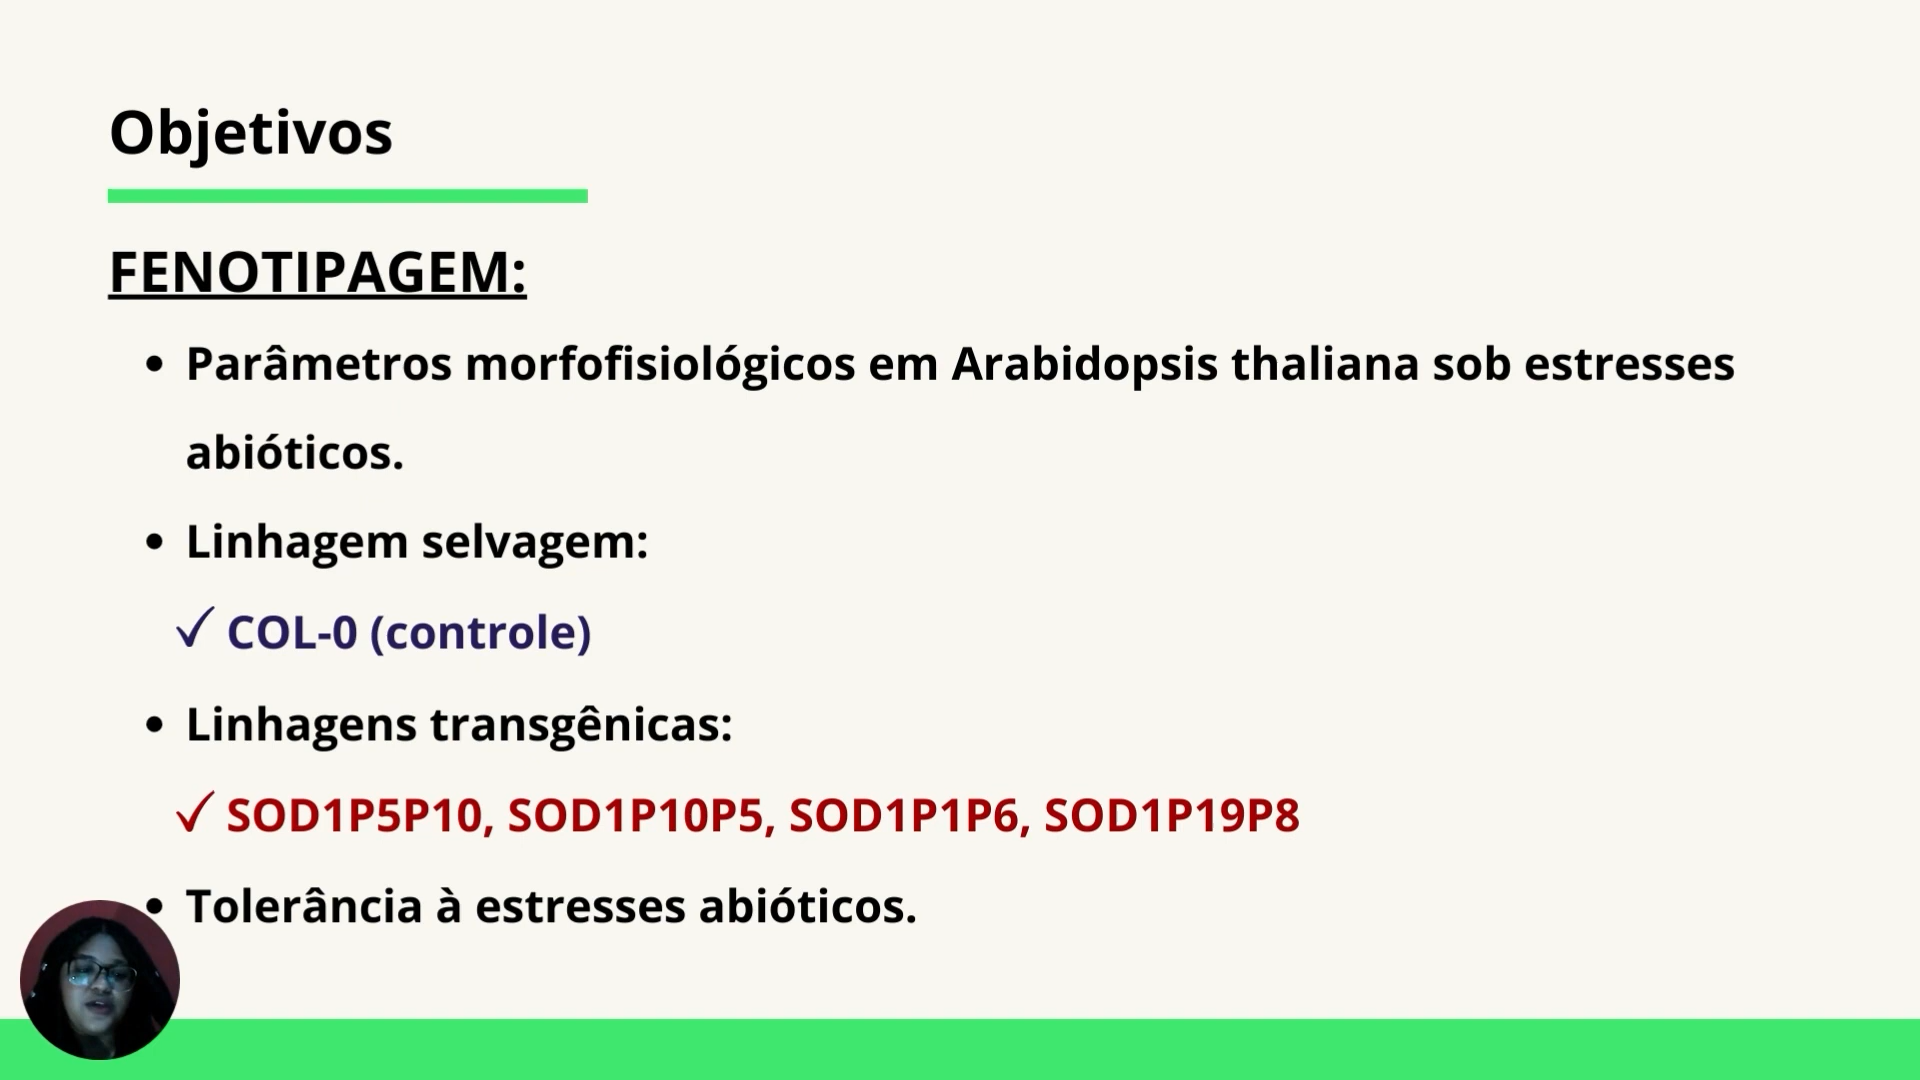 Objetivos
FENOTIPAGEM:
• Parâmetros morfofisiológicos em Arabidopsis thaliana sob estresses
abióticos.
• Linhagem selvagem:
✓ COL-0 (controle)
• Linhagens transgênicas:
✓ SOD1P5P10, SOD1P10P5, SOD1P1P6, SOD1P19P8
• Tolerância à estresses abióticos.